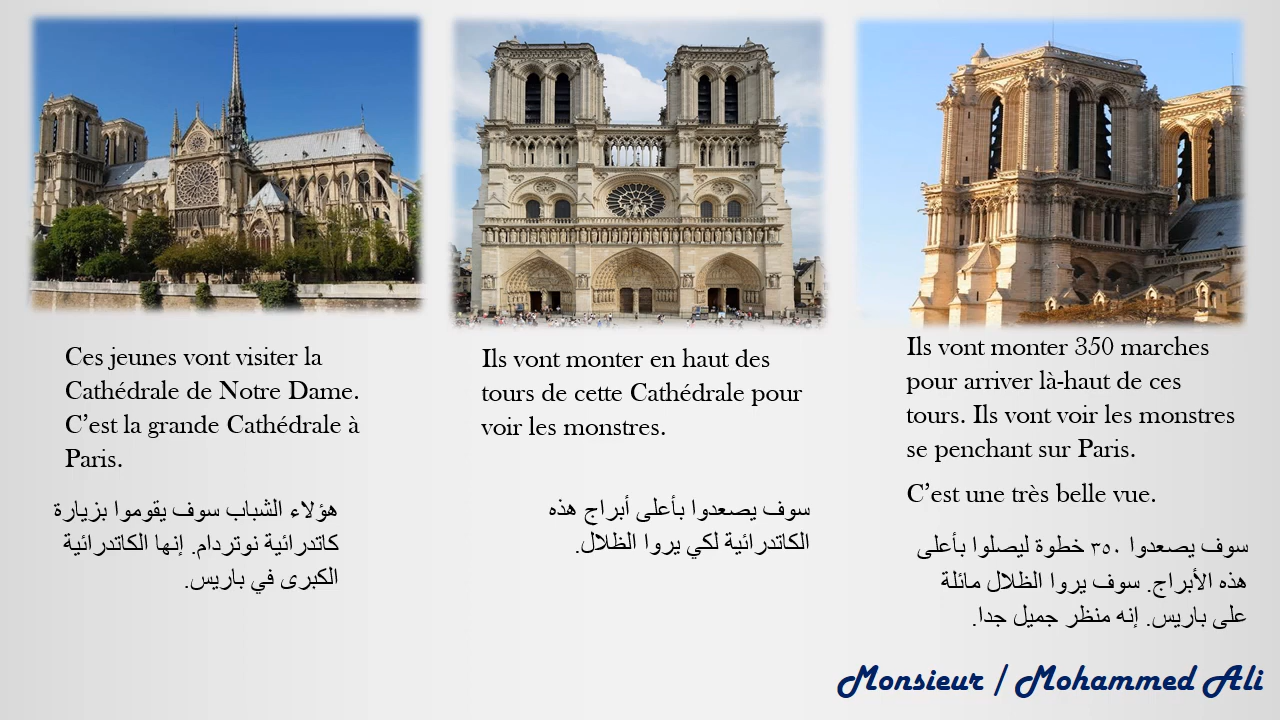 Ces jeunes vont visiter la
Cathédrale de Notre Dame.
C’est la grande Cathédrale à
Paris.
هؤلاء الشباب سوف يقوموا بزيارة
كاتدرائية نوتردام. إنها الكاتدرائية
الكبرى في باريس.
Ils vont monter en haut des
tours de cette Cathédrale pour
voir les monstres.
سوف يصعدوا بأعلى أبراج هذه
الكاتدرائية لكي يروا الظلال.
Ils vont monter 350 marches
pour arriver là-haut de ces
tours. Ils vont voir les monstres
se penchant sur Paris.
C’est une très belle vue.
سوف يصعدوا ٣٥٠ خطوة ليصلوا بأعلى
هذه الأبراج. سوف يروا الظلال مائلة
على باريس. إنه منظر جميل جدا.
Monsieur / Mohammed Ali